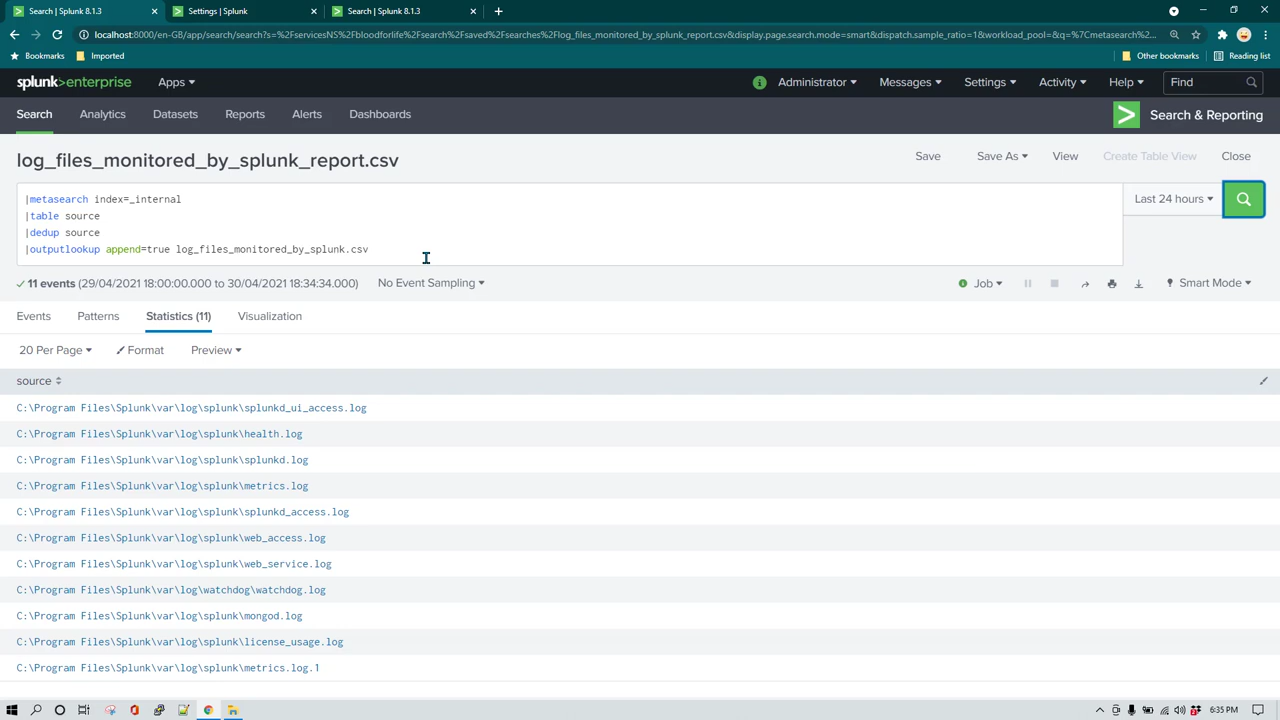 Search | Splunk 8.1.3
Settings | Splunk
Search | Splunk 8.1.3
localhost:8000/en-GB/app/search/search?s=%2FservicesNS%2Fbloodforlife%2Fsearch%2Fsaved%2Fsearches%2Flog_files_monitored_by_splunk_report.csv&display.page.search.mode=smart&dispatch.sample_ratio=1&workload_pool=&q=%7Cmetasearch%2...
Bookmarks
Imported
Other bookmarks
Reading list
splunk>enterprise
Apps
Administrator
Messages
Settings
Activity
Help
Find
Search
Analytics
Datasets
Reports
Alerts
Dashboards
Search & Reporting
log_files_monitored_by_splunk_report.csv
Save
Save As
View
Create Table View
Close
|metasearch index=_internal
|table source
|dedup source
|outputlookup append=true log_files_monitored_by_splunk.csv
Last 24 hours
11 events (29/04/2021 18:00:00.000 to 30/04/2021 18:34:34.000)
No Event Sampling
Job
Smart Mode
Events
Patterns
Statistics (11)
Visualization
20 Per Page
Format
Preview
source
C:\Program Files\Splunk\var\log\splunk\splunkd_ui_access.log
C:\Program Files\Splunk\var\log\splunk\health.log
C:\Program Files\Splunk\var\log\splunk\splunkd.log
C:\Program Files\Splunk\var\log\splunk\metrics.log
C:\Program Files\Splunk\var\log\splunk\splunkd_access.log
C:\Program Files\Splunk\var\log\splunk\web_access.log
C:\Program Files\Splunk\var\log\splunk\web_service.log
C:\Program Files\Splunk\var\log\watchdog\watchdog.log
C:\Program Files\Splunk\var\log\splunk\mongod.log
C:\Program Files\Splunk\var\log\splunk\license_usage.log
C:\Program Files\Splunk\var\log\splunk\metrics.log.1
6:35 PM